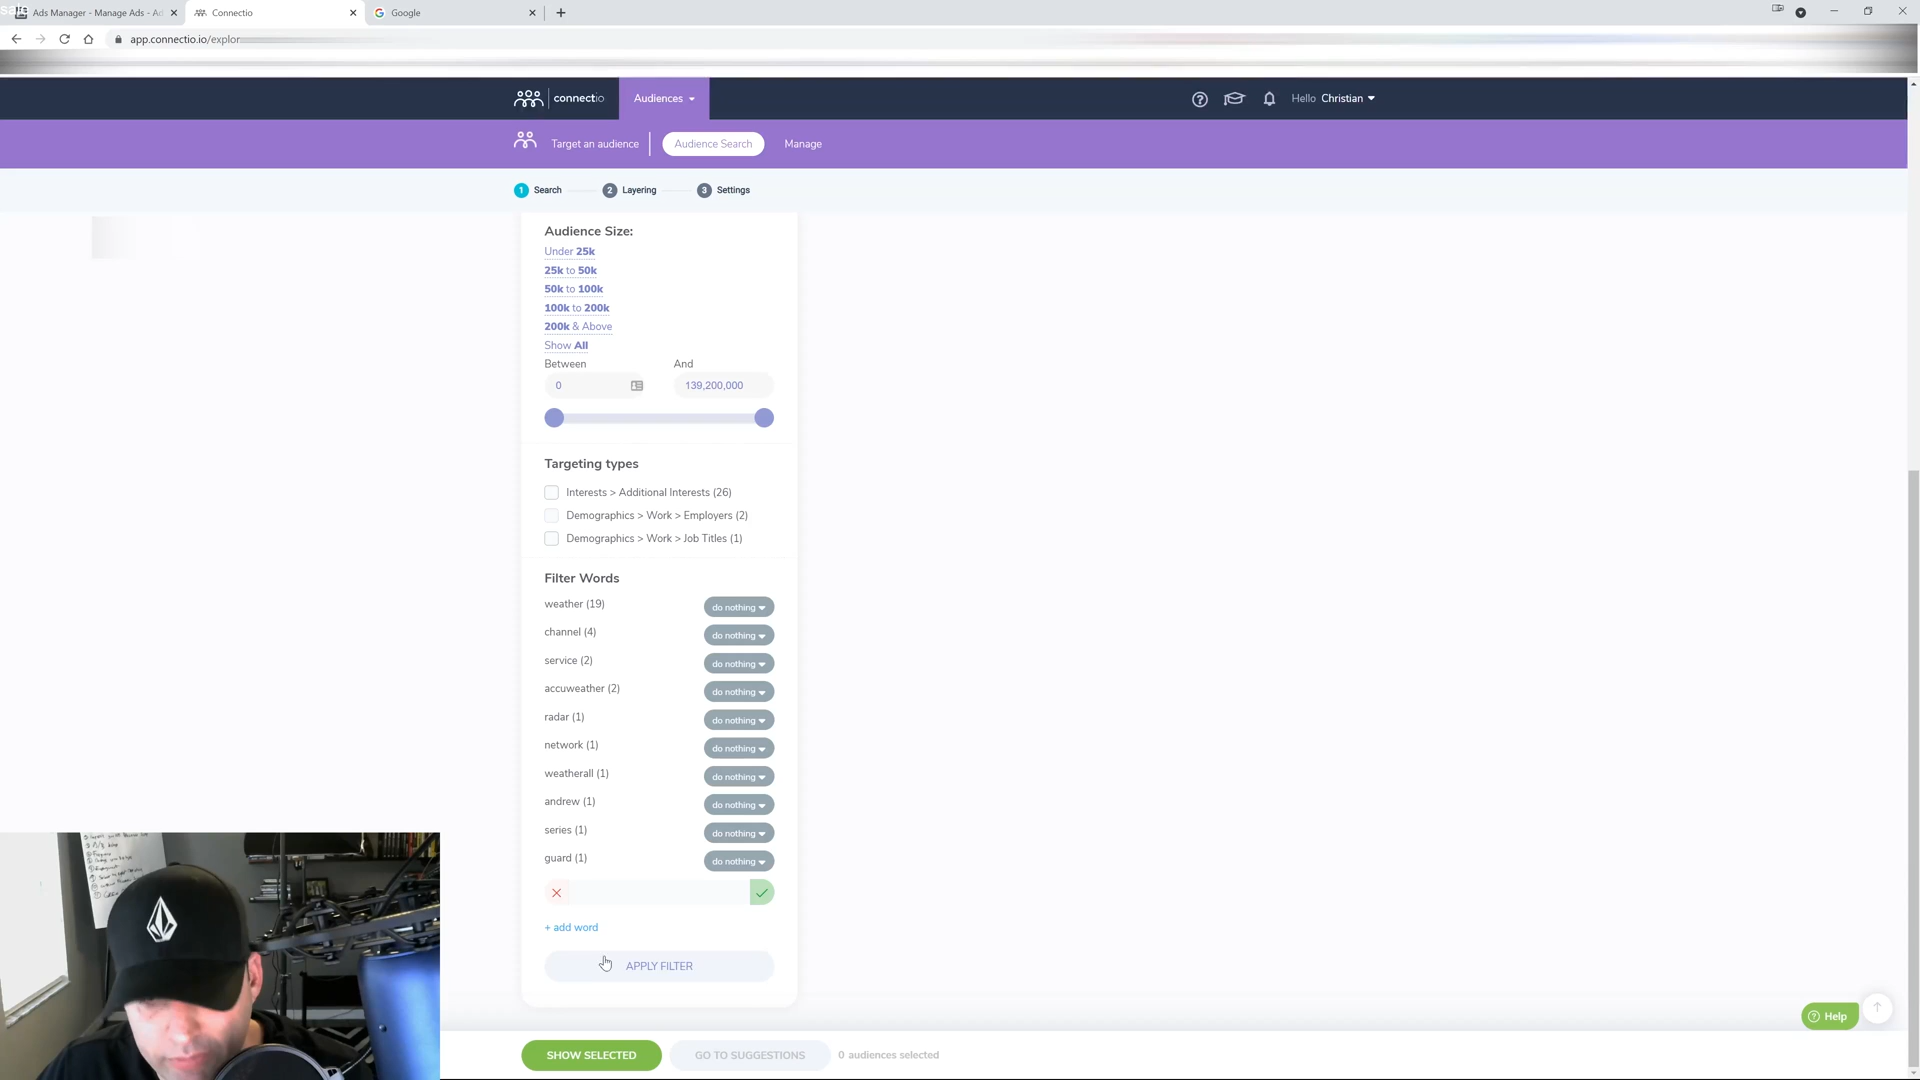 Ads Manager - Manage Ads - Ad
Connectio
Google
app.connectio.io/explor
connectio
Audiences
Hello Christian
Target an audience
Audience Search
Manage
1 Search
2 Layering
3 Settings
Audience Size:
Under 25k
25k to 50k
50k to 100k
100k to 200k
200k & Above
Show All
Between
And
0
139,200,000
Targeting types
Interests > Additional Interests (26)
Demographics > Work > Employers (2)
Demographics > Work > Job Titles (1)
Filter Words
weather (19) do nothing
channel (4) do nothing
service (2) do nothing
accuweather (2) do nothing
radar (1) do nothing
network (1) do nothing
weatherall (1) do nothing
andrew (1) do nothing
series (1) do nothing
guard (1) do nothing
+ add word
APPLY FILTER
Help
SHOW SELECTED
GO TO SUGGESTIONS
0 audiences selected